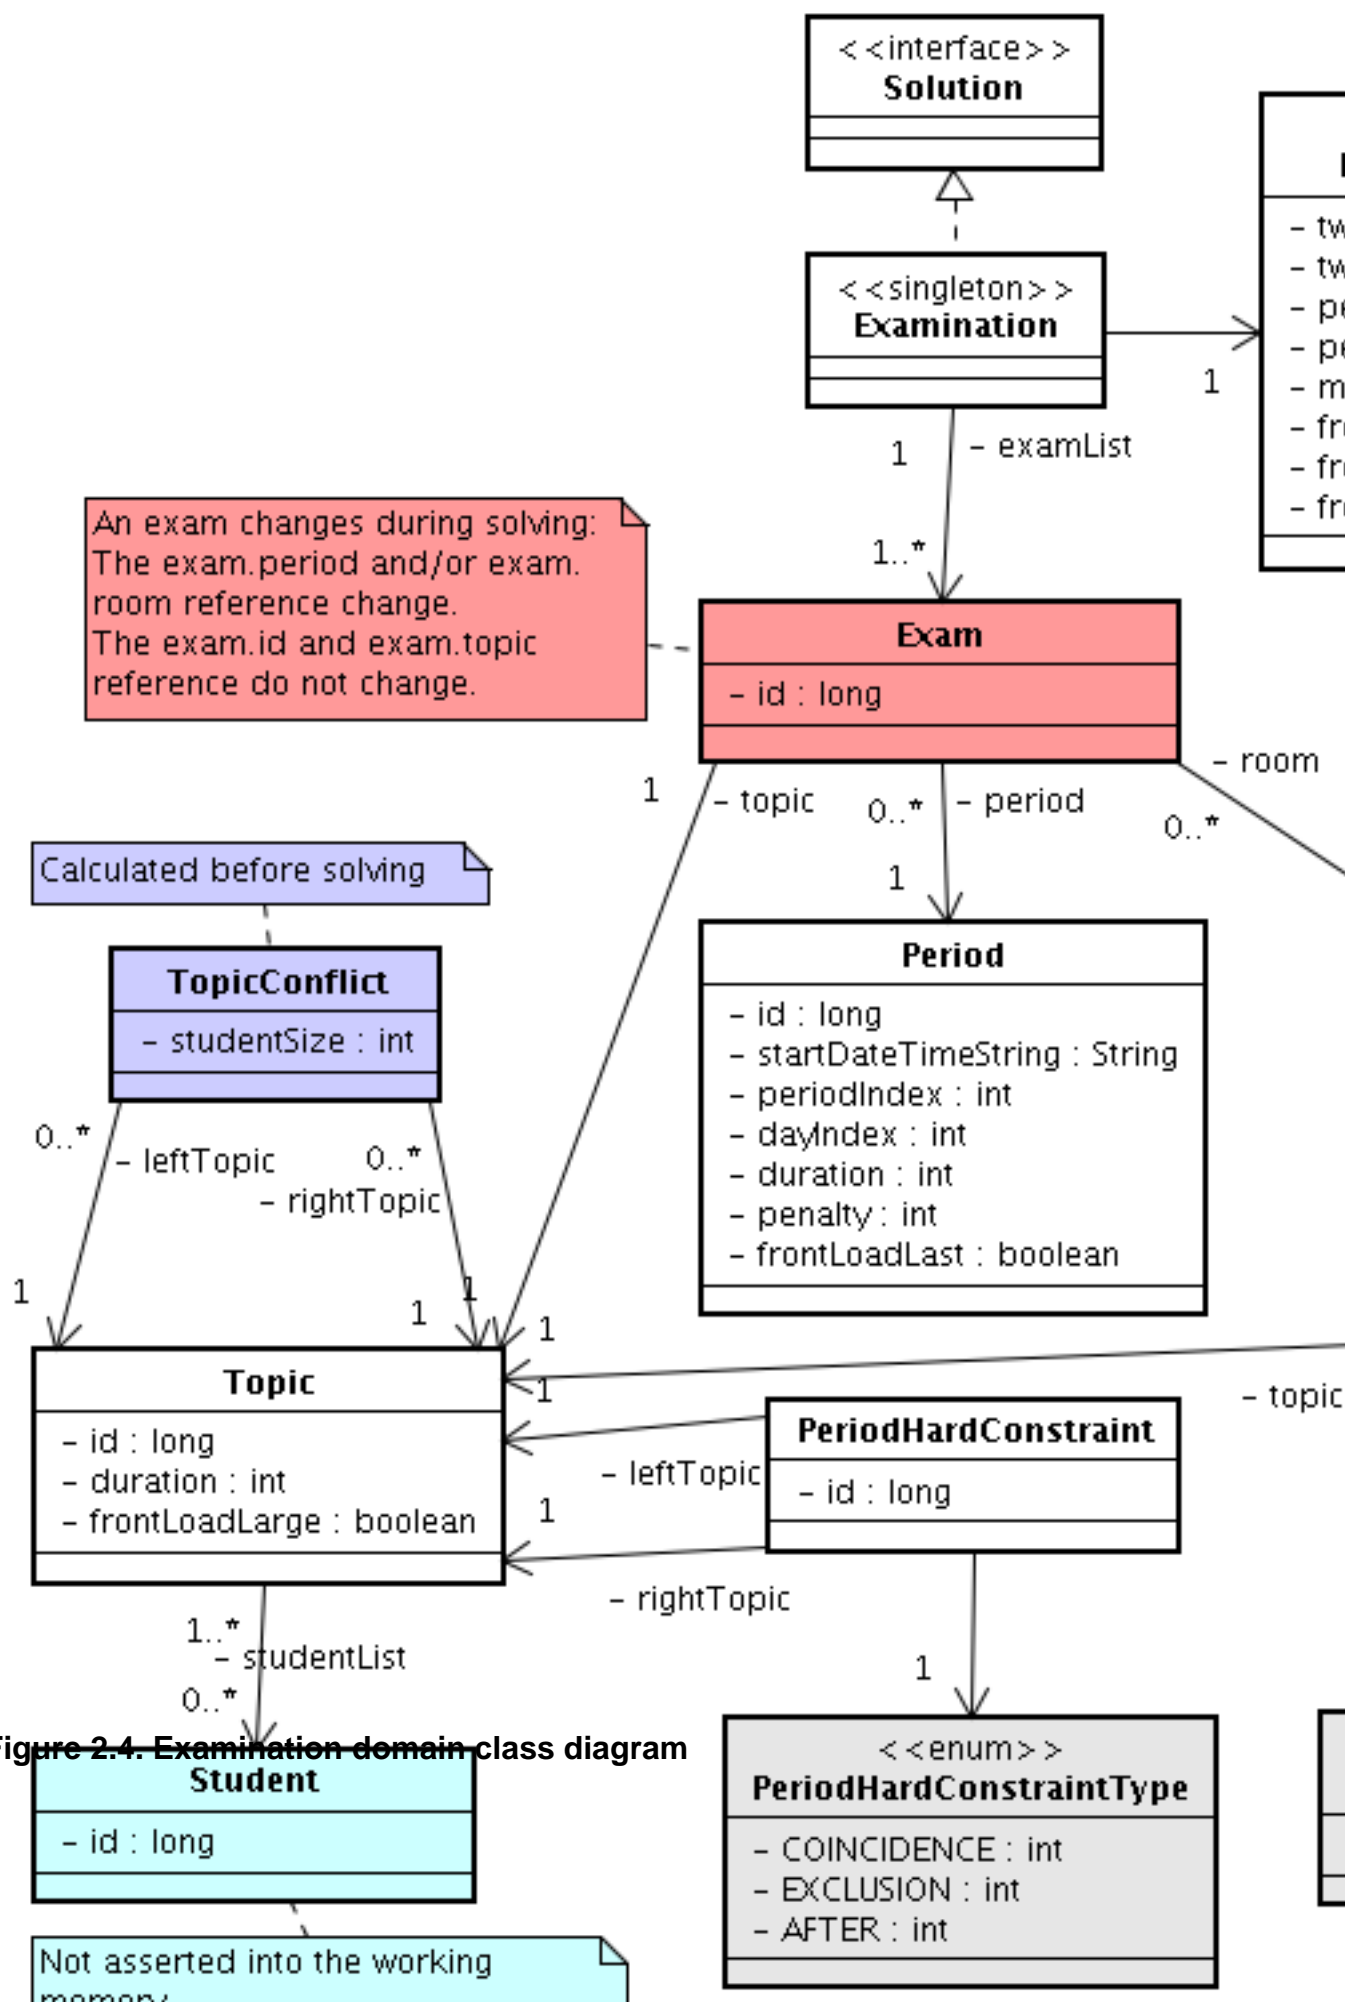 <<interface>>
Solution
<<singleton>>
Examination
1
1
- examList
1..*
An exam changes during solving:
The exam.period and/or exam.
room reference change.
The exam.id and exam.topic
reference do not change.
Exam
- id : long
1
- topic
0..*
- period
- room
0..*
1
Calculated before solving
TopicConflict
- studentSize : int
0..*
- leftTopic
0..*
- rightTopic
1
1
1
1
Period
- id : long
- startDateTimeString : String
- periodIndex : int
- dayIndex : int
- duration : int
- penalty : int
- frontLoadLast : boolean
Topic
- id : long
- duration : int
- frontLoadLarge : boolean
1
- topic
PeriodHardConstraint
- id : long
- leftTopic
1
- rightTopic
1..*
- studentList
0..*
1
Figure 2.4. Examination domain class diagram
Student
- id : long
<<enum>>
PeriodHardConstraintType
- COINCIDENCE : int
- EXCLUSION : int
- AFTER : int
Not asserted into the working
memory